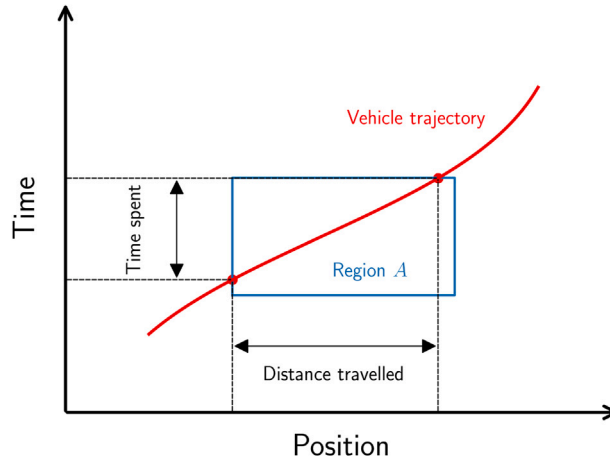 Vehicle trajectory
Time
Time spent
Region A
Distance travelled
Position